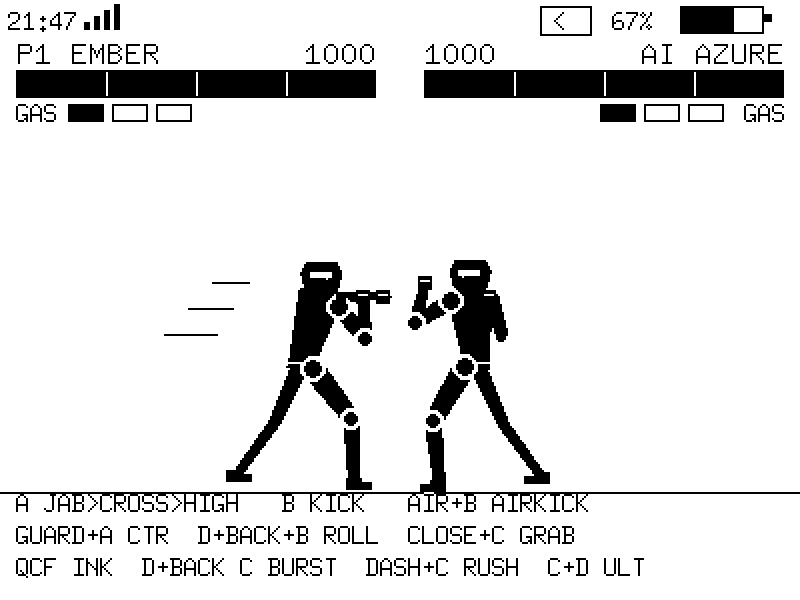 21:47 67%
P1 EMBER 1000 1000 AI AZURE
GAS GAS
A JAB>CROSS>HIGH B KICK AIR+B AIRKICK
GUARD+A CTR D+BACK+B ROLL CLOSE+C GRAB
QCF INK D+BACK C BURST DASH+C RUSH C+D ULT